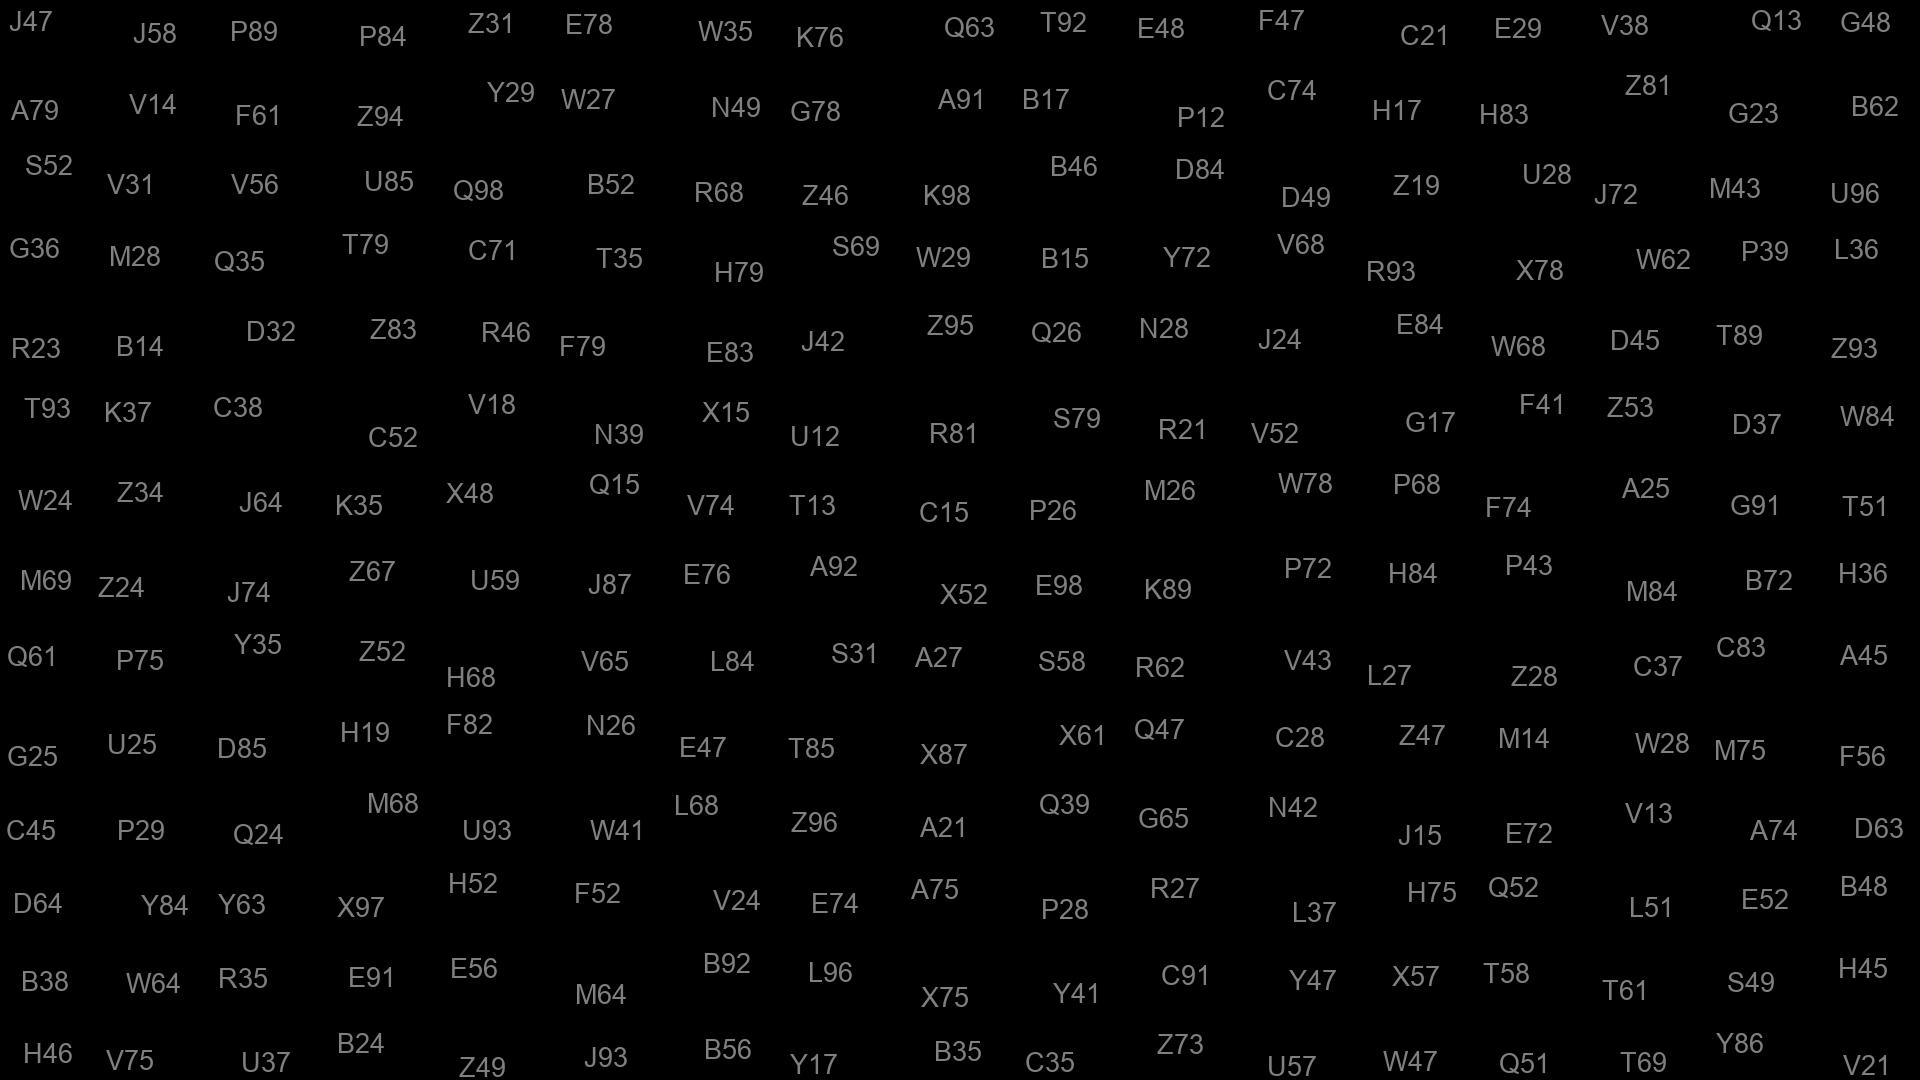 J47 J58 P89 P84 Z31 E78 W35 K76 Q63 T92 E48 F47 C21 E29 V38 Q13 G48
A79 V14 F61 Z94 Y29 W27 N49 G78 A91 B17 P12 C74 H17 H83 Z81 G23 B62
S52 V31 V56 U85 Q98 B52 R68 Z46 K98 B46 D84 D49 Z19 U28 J72 M43 U96
G36 M28 Q35 T79 C71 T35 H79 S69 W29 B15 Y72 V68 R93 X78 W62 P39 L36
R23 B14 D32 Z83 R46 F79 E83 J42 Z95 Q26 N28 J24 E84 W68 D45 T89 Z93
T93 K37 C38 C52 V18 N39 X15 U12 R81 S79 R21 V52 G17 F41 Z53 D37 W84
W24 Z34 J64 K35 X48 Q15 V74 T13 C15 P26 M26 W78 P68 F74 A25 G91 T51
M69 Z24 J74 Z67 U59 J87 E76 A92 X52 E98 K89 P72 H84 P43 M84 B72 H36
Q61 P75 Y35 Z52 H68 V65 L84 S31 A27 S58 R62 V43 L27 Z28 C37 C83 A45
G25 U25 D85 H19 F82 N26 E47 T85 X87 X61 Q47 C28 Z47 M14 W28 M75 F56
C45 P29 Q24 M68 U93 W41 L68 Z96 A21 Q39 G65 N42 J15 E72 V13 A74 D63
D64 Y84 Y63 X97 H52 F52 V24 E74 A75 P28 R27 L37 H75 Q52 L51 E52 B48
B38 W64 R35 E91 E56 M64 B92 L96 X75 Y41 C91 Y47 X57 T58 T61 S49 H45
H46 V75 U37 B24 Z49 J93 B56 Y17 B35 C35 Z73 U57 W47 Q51 T69 Y86 V21